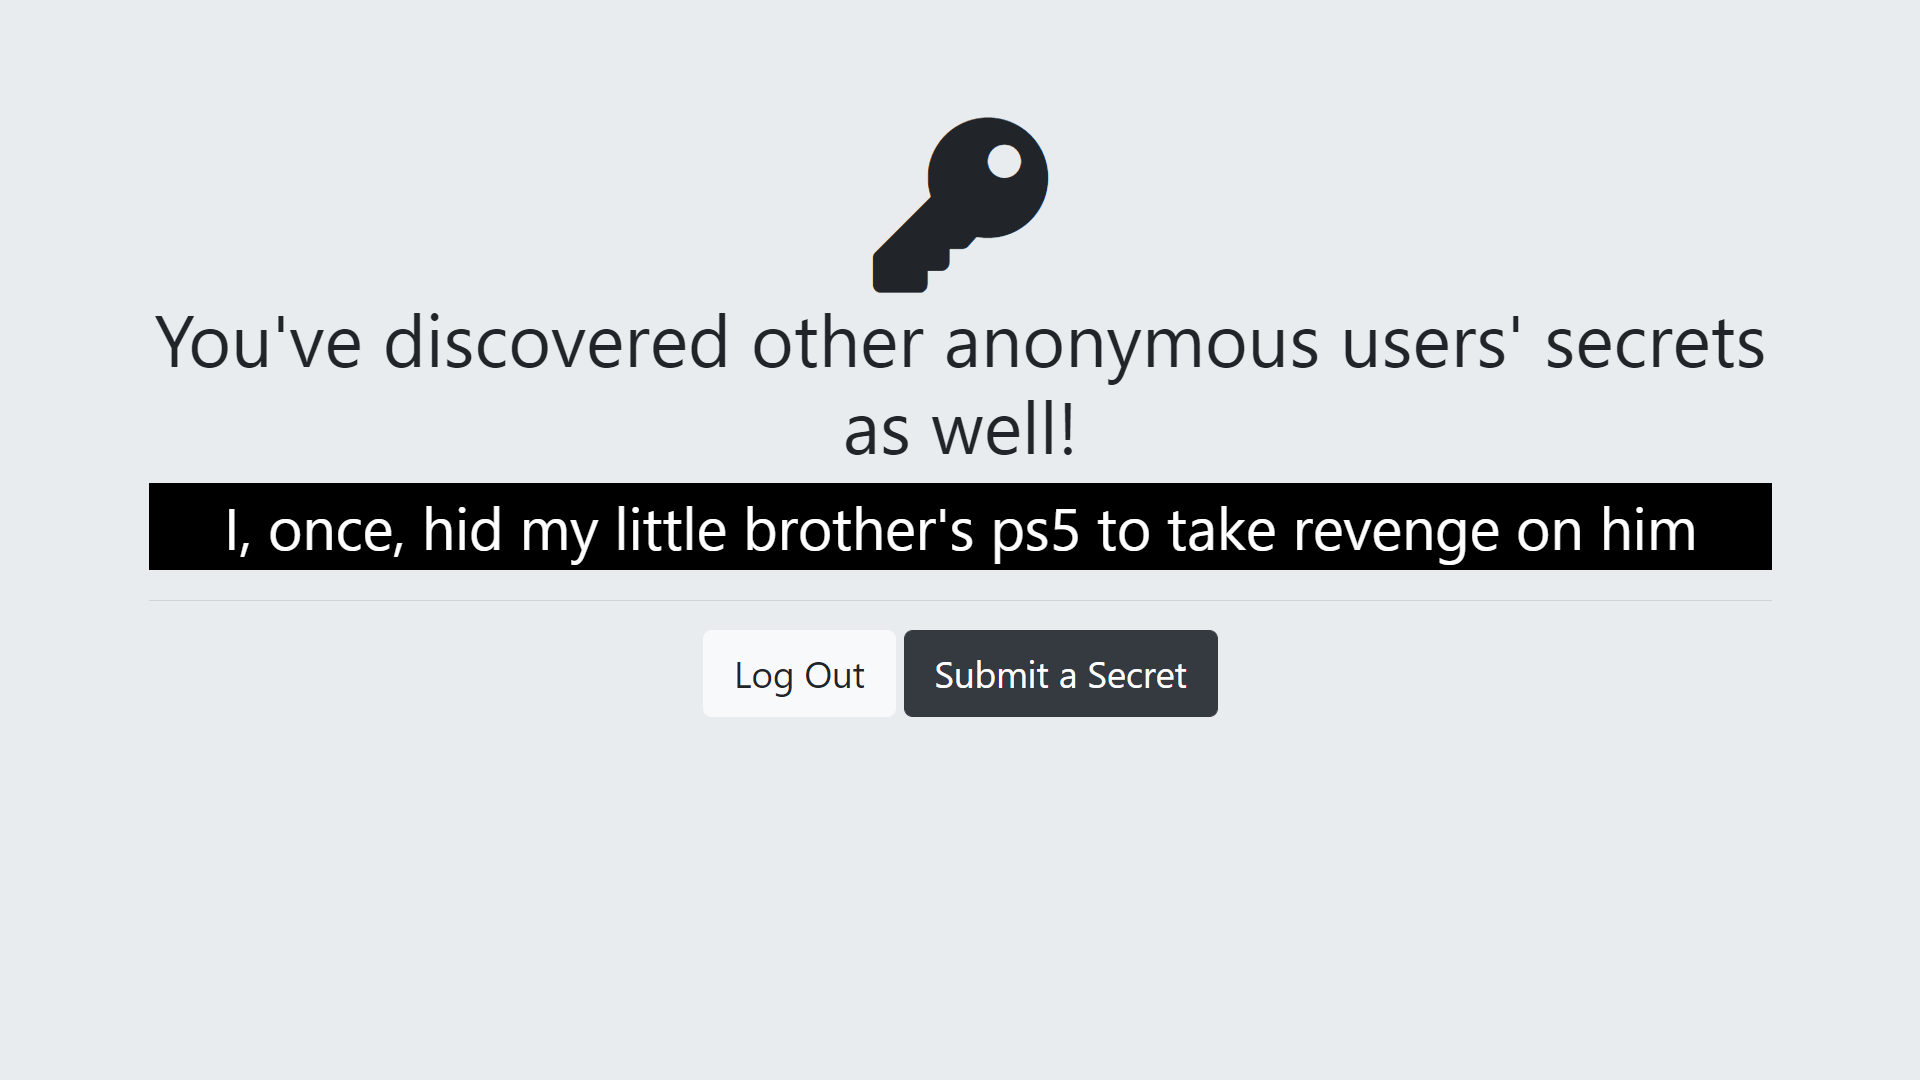 You've discovered other anonymous users' secrets
as well!
I, once, hid my little brother's ps5 to take revenge on him
Log Out
Submit a Secret